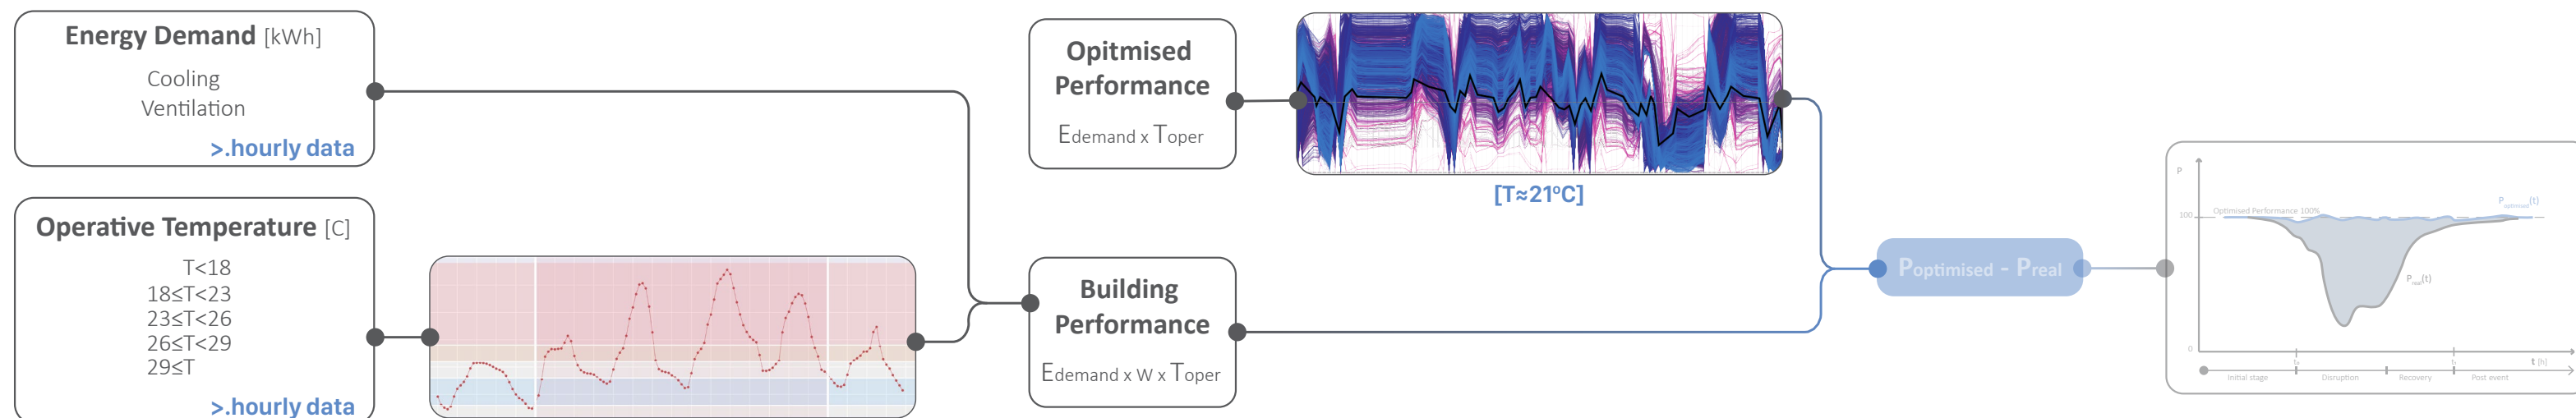 Energy Demand [kWh]
Cooling
Ventilation
>.hourly data
Operative Temperature [C]
T<18
18≤T<23
23≤T<26
26≤T<29
29≤T
>.hourly data
Opitmised
Performance
Edemand x Toper
[T≈21ºC]
Building
Performance
Edemand x W x Toper
Poptimised - Preal
P
100
Optimised Performance 100%
Poptimised(t)
Preal(t)
0
t [h]
Initial stage
Disruption
Recovery
Post event